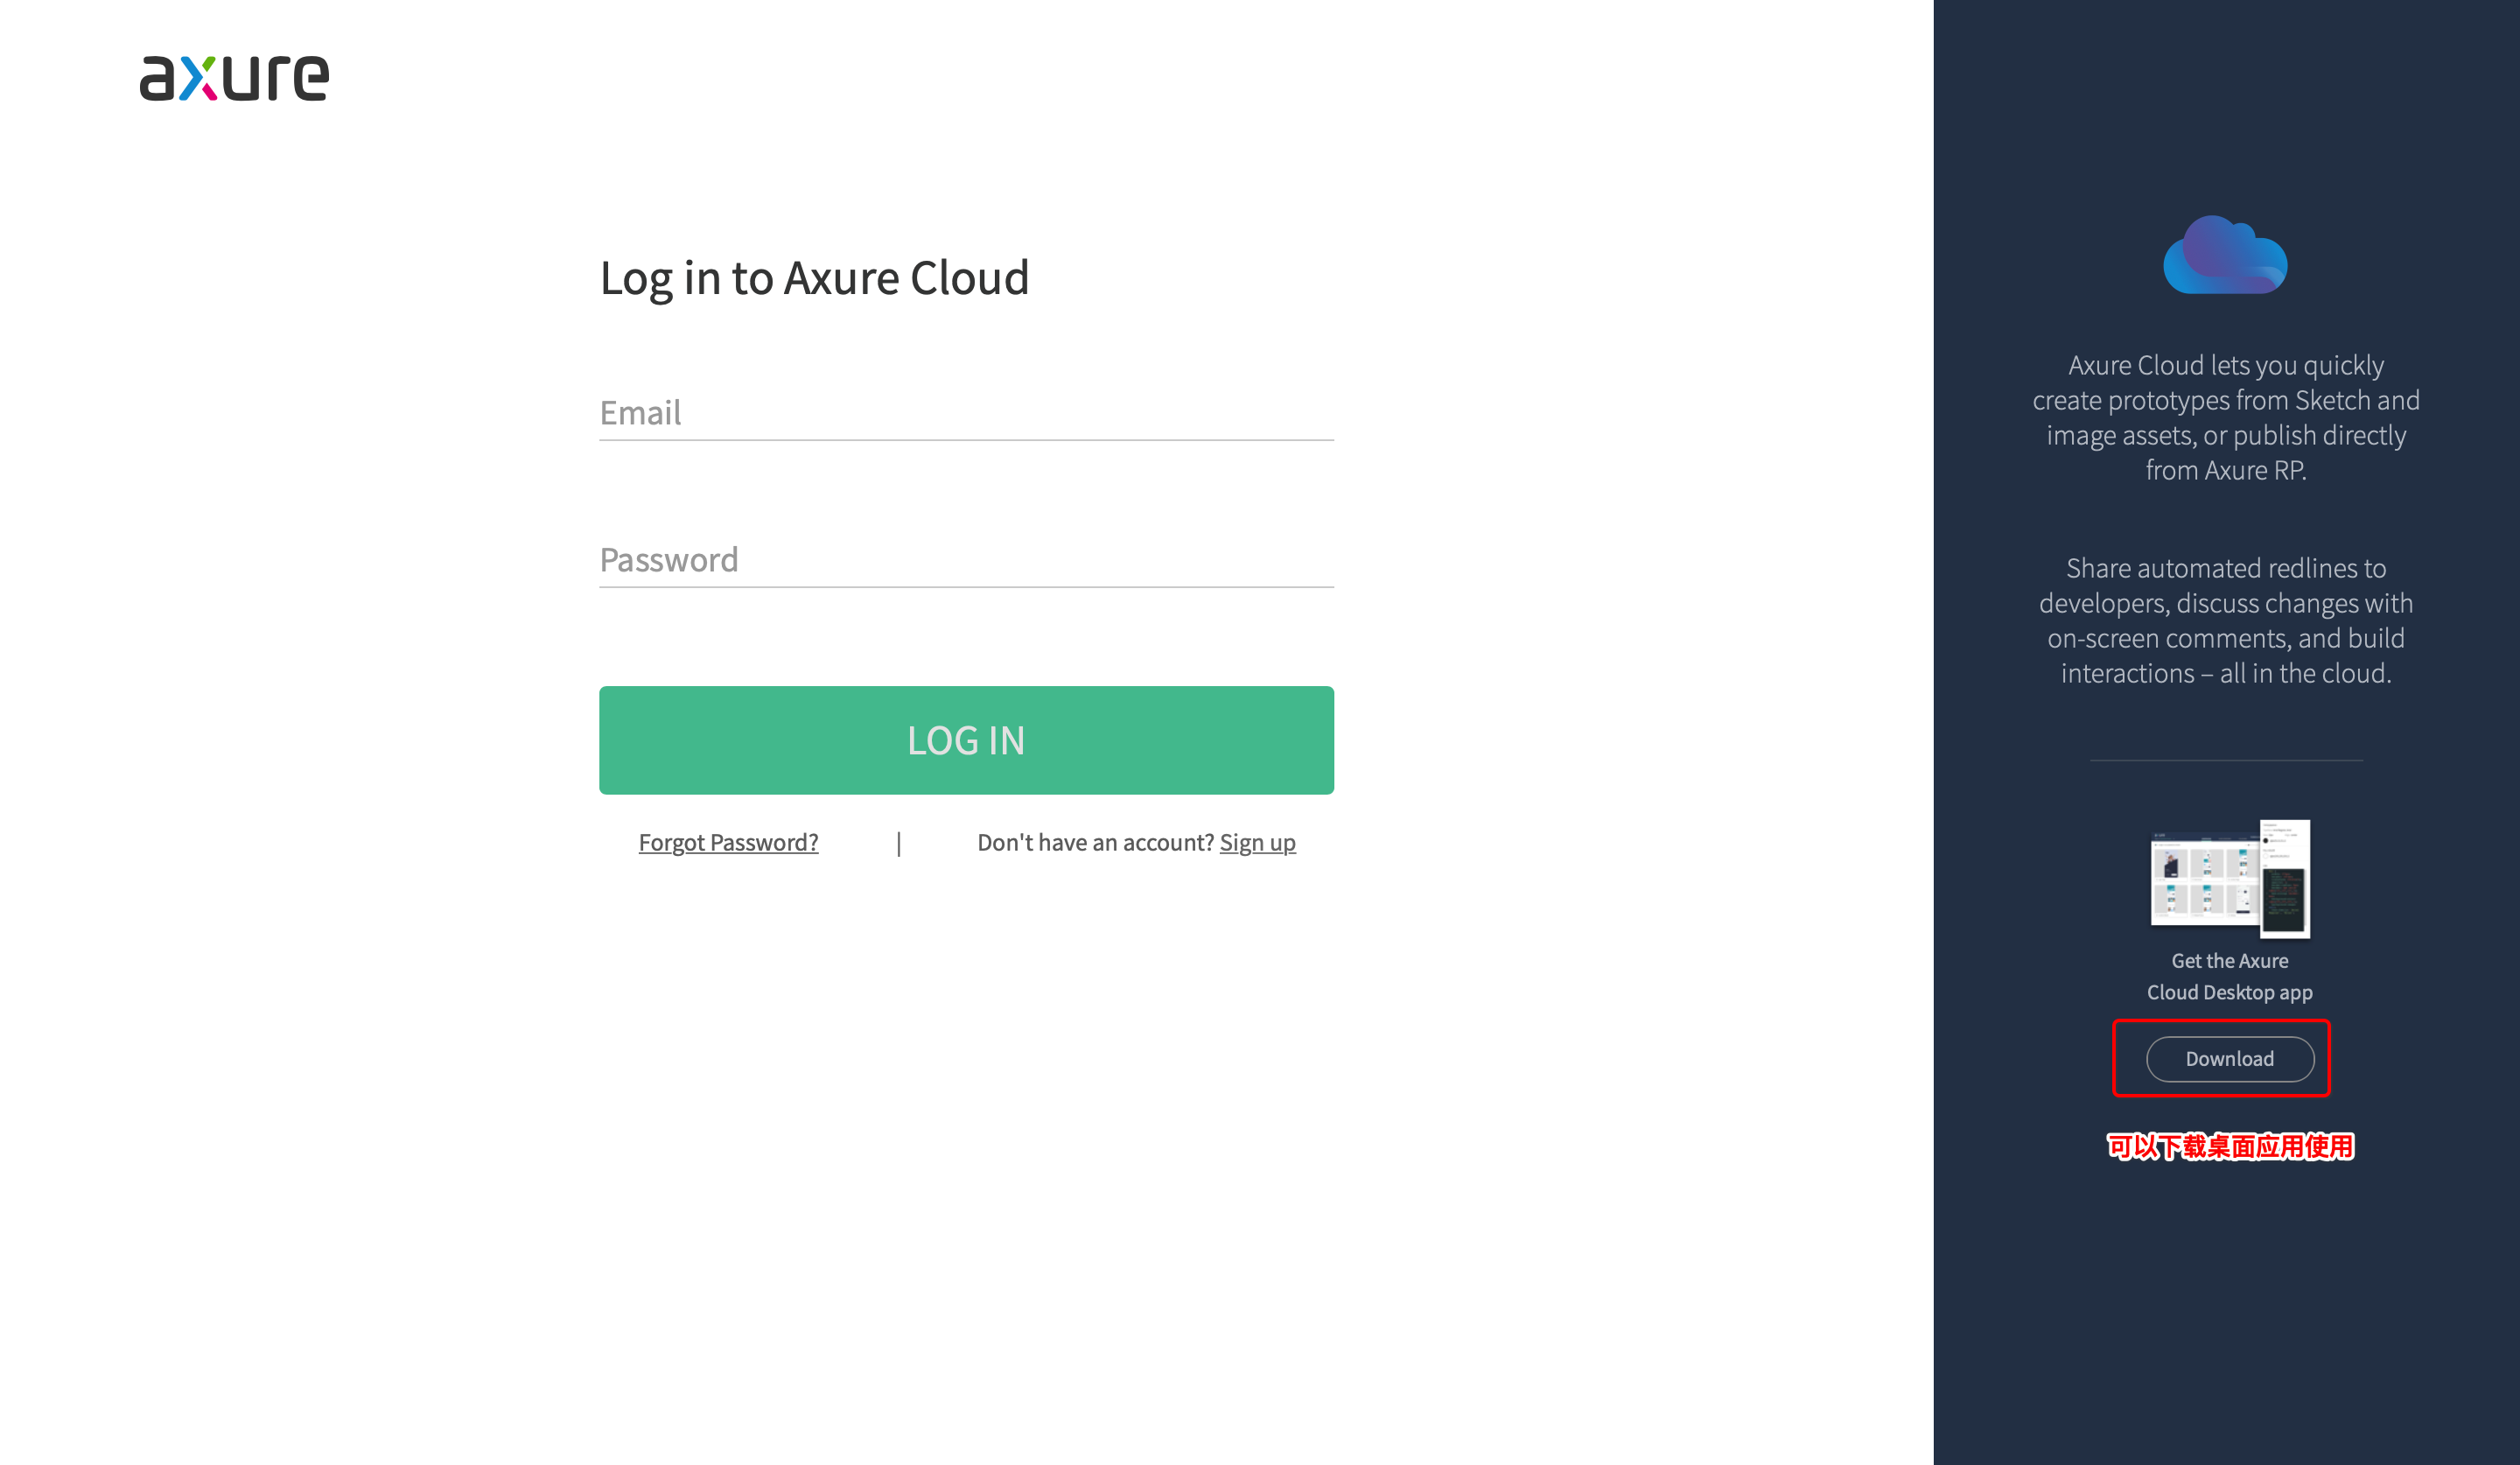 axure
Log in to Axure Cloud
Email
Password
LOG IN
Forgot Password? | Don't have an account? Sign up
Axure Cloud lets you quickly
create prototypes from Sketch and
image assets, or publish directly
from Axure RP.
Share automated redlines to
developers, discuss changes with
on-screen comments, and build
interactions – all in the cloud.
Get the Axure
Cloud Desktop app
Download
可以下载桌面应用使用